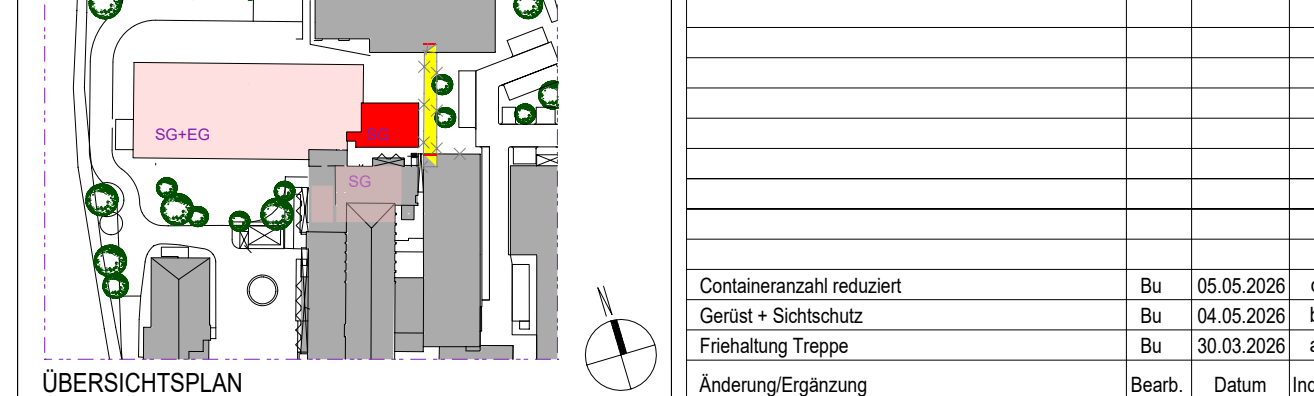 SG+EG
SG
SG
ÜBERSICHTSPLAN
N
Containeranzahl reduziert Bu 05.05.2026
Gerüst + Sichtschutz Bu 04.05.2026
Friehaltung Treppe Bu 30.03.2026 a
Änderung/Ergänzung Bearb. Datum